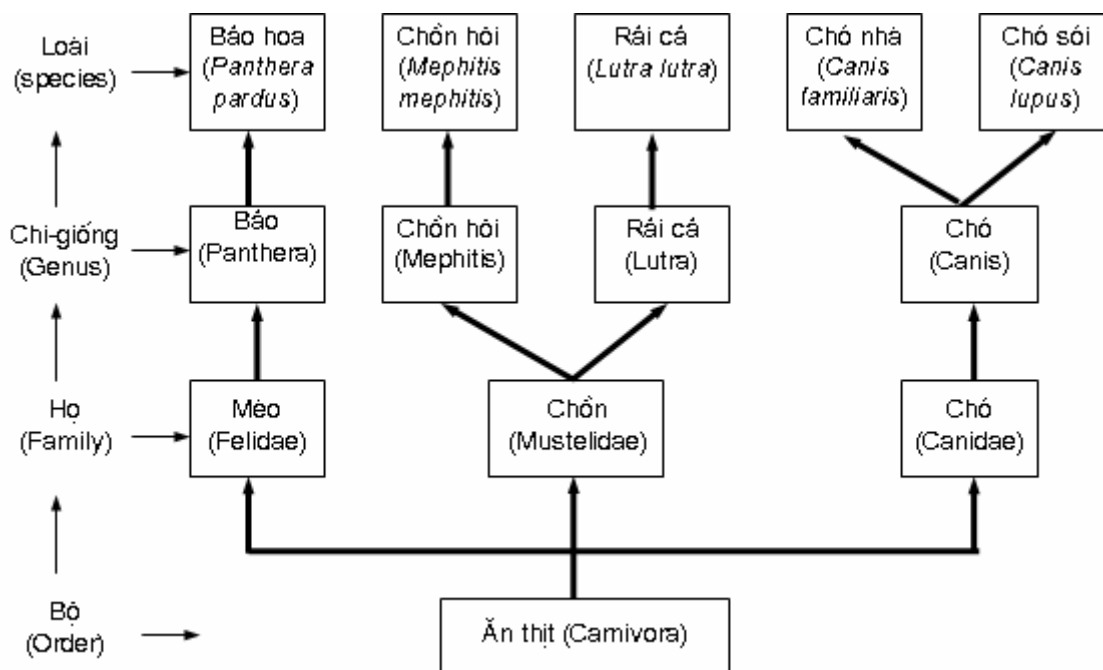 Loài
(species)
Báo hoa
(Panthera
pardus)
Chồn hôi
(Mephitis
mephitis)
Rái cá
(Lutra lutra)
Chó nhà
(Canis
familiaris)
Chó sói
(Canis
lupus)
Chi-giống
(Genus)
Báo
(Panthera)
Chồn hôi
(Mephitis)
Rái cá
(Lutra)
Chó
(Canis)
Họ
(Family)
Mèo
(Felidae)
Chồn
(Mustelidae)
Chó
(Canidae)
Bộ
(Order)
Ăn thịt (Carnivora)